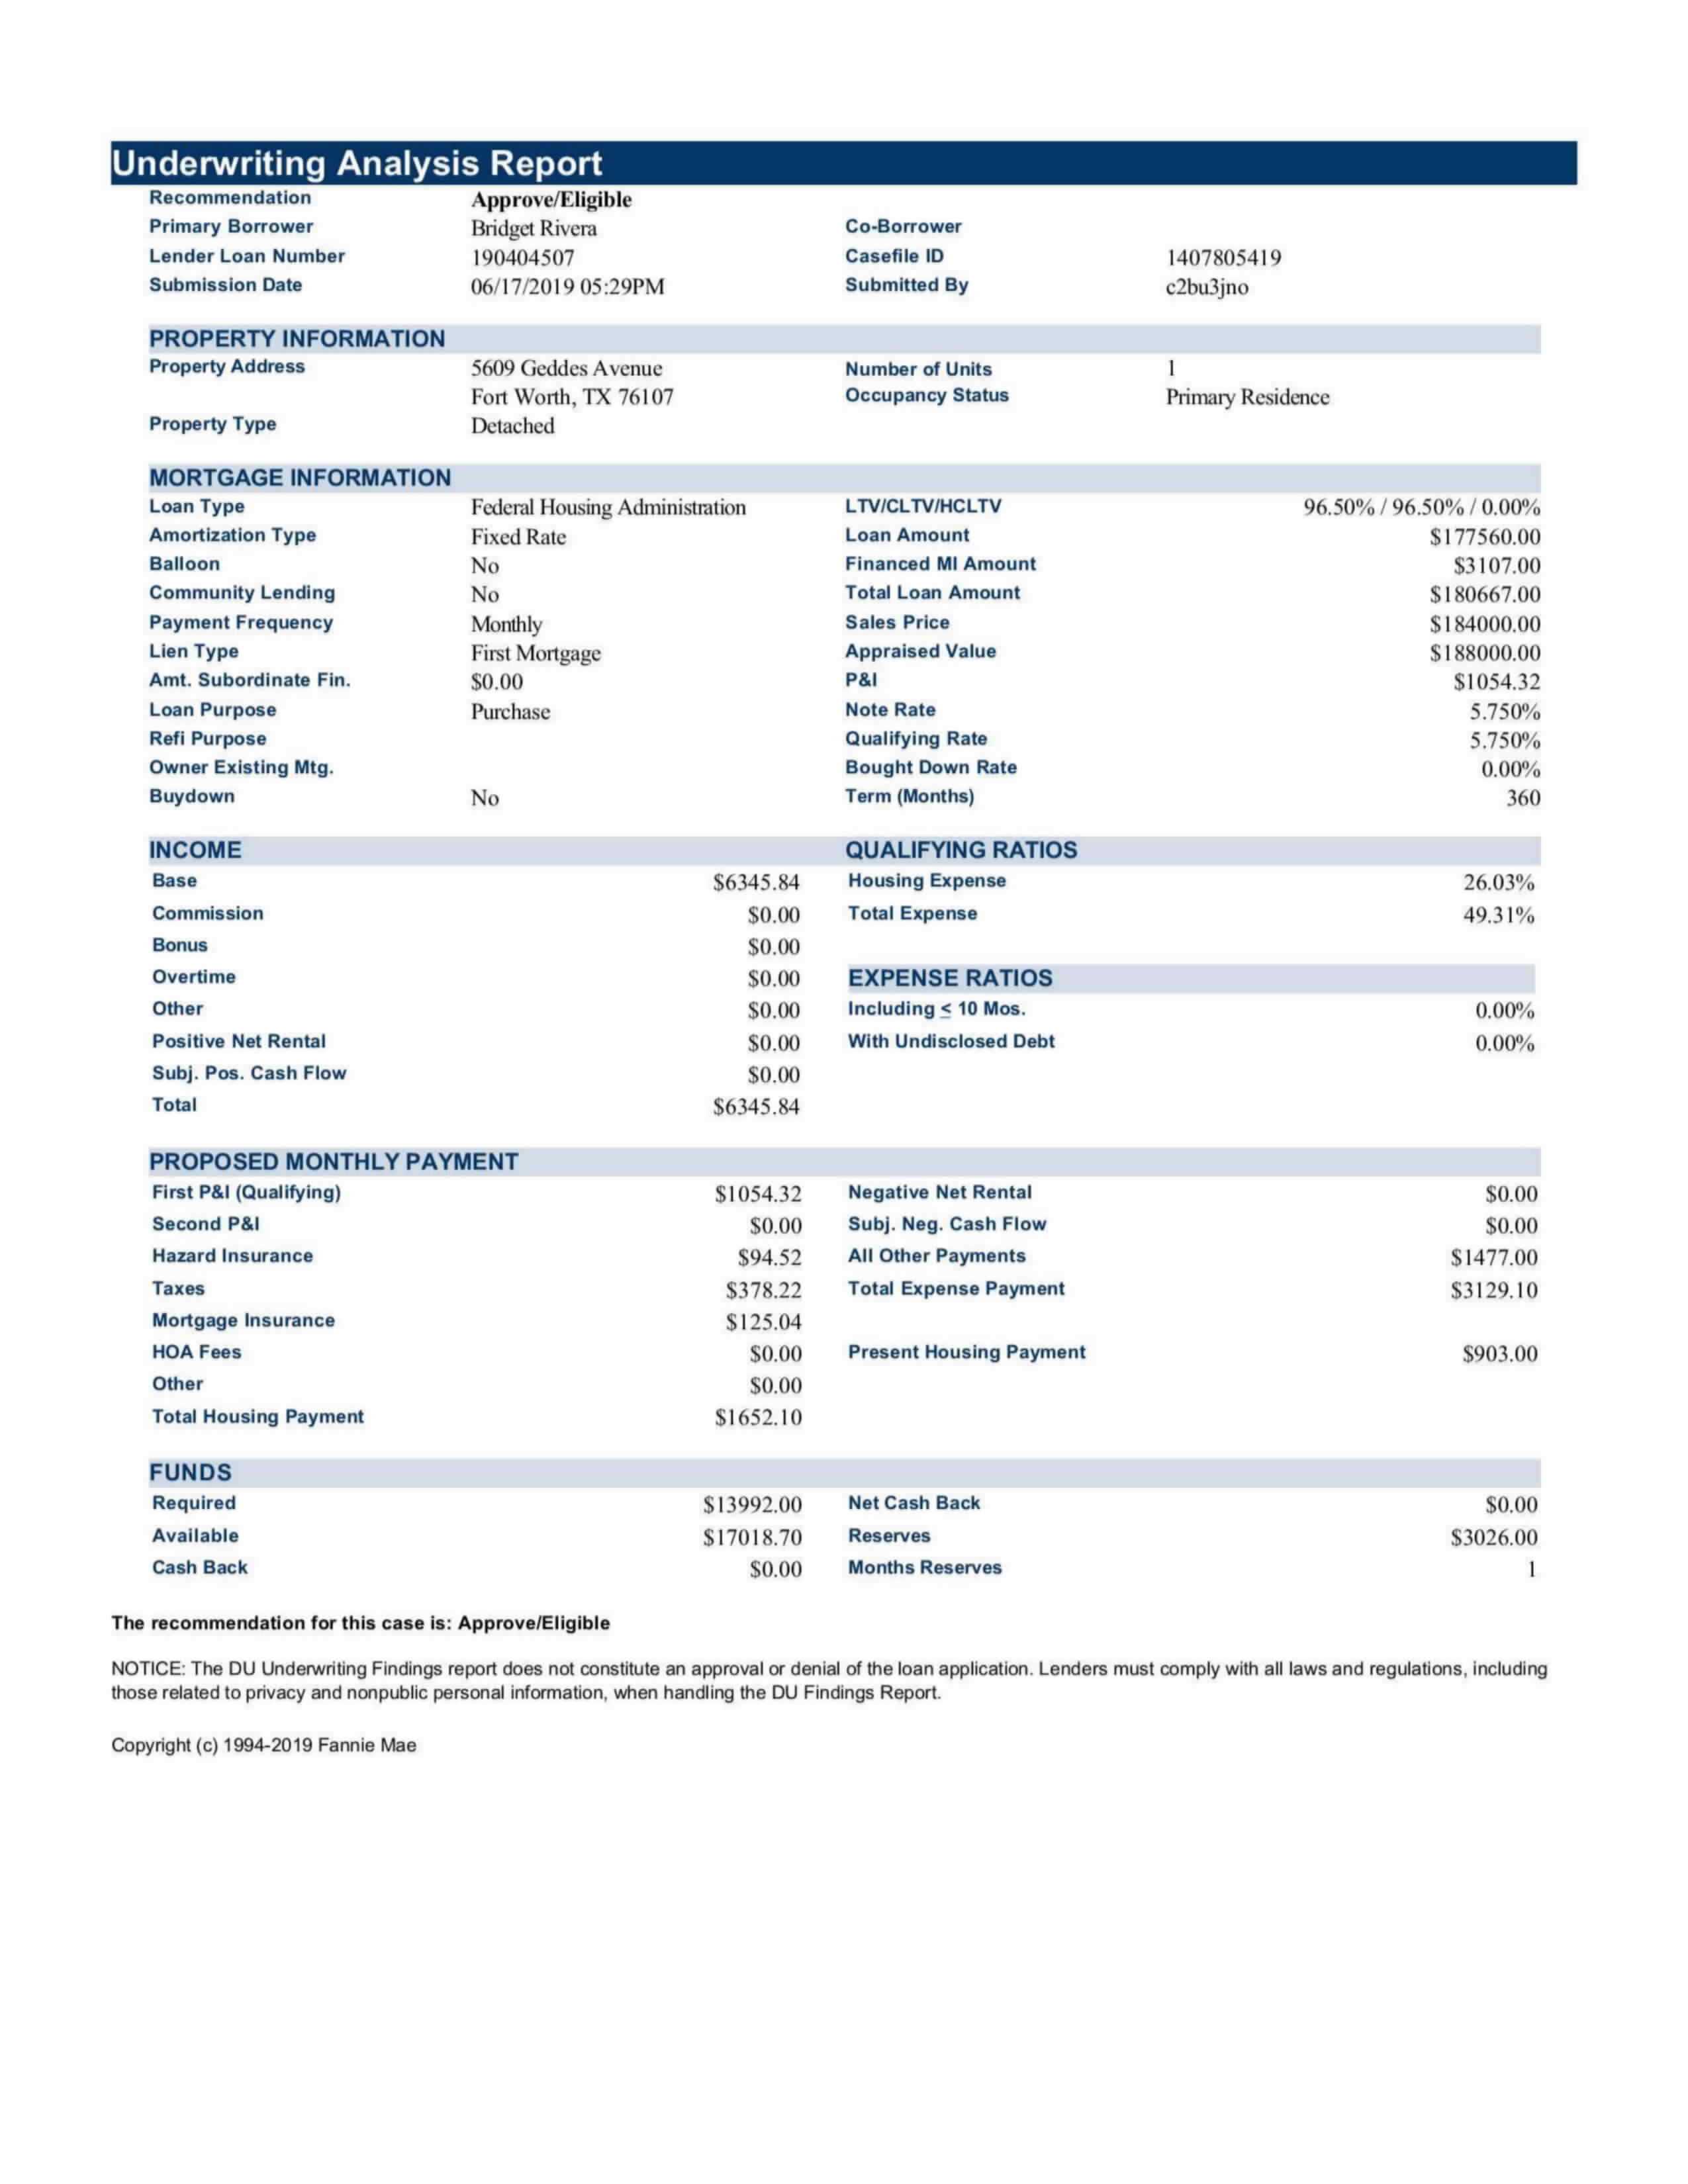 Underwriting Analysis Report
Recommendation Approve/Eligible
Primary Borrower Bridget Rivera Co-Borrower
Lender Loan Number 190404507 Casefile ID 1407805419
Submission Date 06/17/2019 05:29PM Submitted By c2bu3jno
PROPERTY INFORMATION
Property Address 5609 Geddes Avenue Number of Units 1
Fort Worth, TX 76107 Occupancy Status Primary Residence
Property Type Detached
MORTGAGE INFORMATION
Loan Type Federal Housing Administration LTV/CLTV/HCLTV 96.50% / 96.50% / 0.00%
Amortization Type Fixed Rate Loan Amount $177560.00
Balloon No Financed MI Amount $3107.00
Community Lending No Total Loan Amount $180667.00
Payment Frequency Monthly Sales Price $184000.00
Lien Type First Mortgage Appraised Value $188000.00
Amt. Subordinate Fin. $0.00 P&I $1054.32
Loan Purpose Purchase Note Rate 5.750%
Refi Purpose Qualifying Rate 5.750%
Owner Existing Mtg. Bought Down Rate 0.00%
Buydown No Term (Months) 360
INCOME QUALIFYING RATIOS
Base $6345.84 Housing Expense 26.03%
Commission $0.00 Total Expense 49.31%
Bonus $0.00
Overtime $0.00 EXPENSE RATIOS
Other $0.00 Including ≤ 10 Mos. 0.00%
Positive Net Rental $0.00 With Undisclosed Debt 0.00%
Subj. Pos. Cash Flow $0.00
Total $6345.84
PROPOSED MONTHLY PAYMENT
First P&I (Qualifying) $1054.32 Negative Net Rental $0.00
Second P&I $0.00 Subj. Neg. Cash Flow $0.00
Hazard Insurance $94.52 All Other Payments $1477.00
Taxes $378.22 Total Expense Payment $3129.10
Mortgage Insurance $125.04
HOA Fees $0.00 Present Housing Payment $903.00
Other $0.00
Total Housing Payment $1652.10
FUNDS
Required $13992.00 Net Cash Back $0.00
Available $17018.70 Reserves $3026.00
Cash Back $0.00 Months Reserves 1
The recommendation for this case is: Approve/Eligible
NOTICE: The DU Underwriting Findings report does not constitute an approval or denial of the loan application. Lenders must comply with all laws and regulations, including
those related to privacy and nonpublic personal information, when handling the DU Findings Report.
Copyright (c) 1994-2019 Fannie Mae